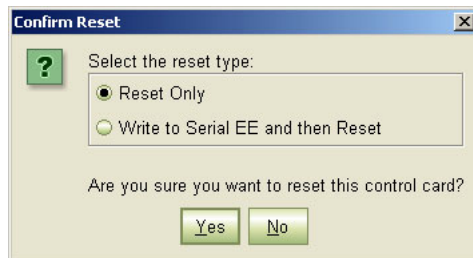 Confirm Reset
Select the reset type:
Reset Only
Write to Serial EE and then Reset
Are you sure you want to reset this control card?
Yes No